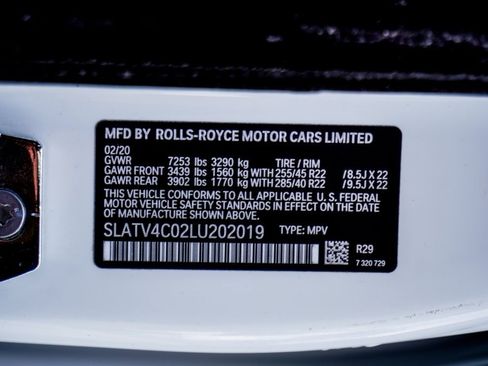 MFD BY ROLLS-ROYCE MOTOR CARS LIMITED
02/20
GVWR 7253 lbs 3290 kg TIRE / RIM
GAWR FRONT 3439 lbs 1560 kg WITH 255/45 R22 /8.5J X 22
GAWR REAR 3902 lbs 1770 kg WITH 285/40 R22 /9.5J X 22
THIS VEHICLE CONFORMS TO ALL APPLICABLE U. S. FEDERAL
MOTOR VEHICLE SAFETY STANDARDS IN EFFECT ON THE DATE OF
MANUFACTURE SHOWN ABOVE.
SLATV4C02LU202019 TYPE: MPV
R29
7 320 729